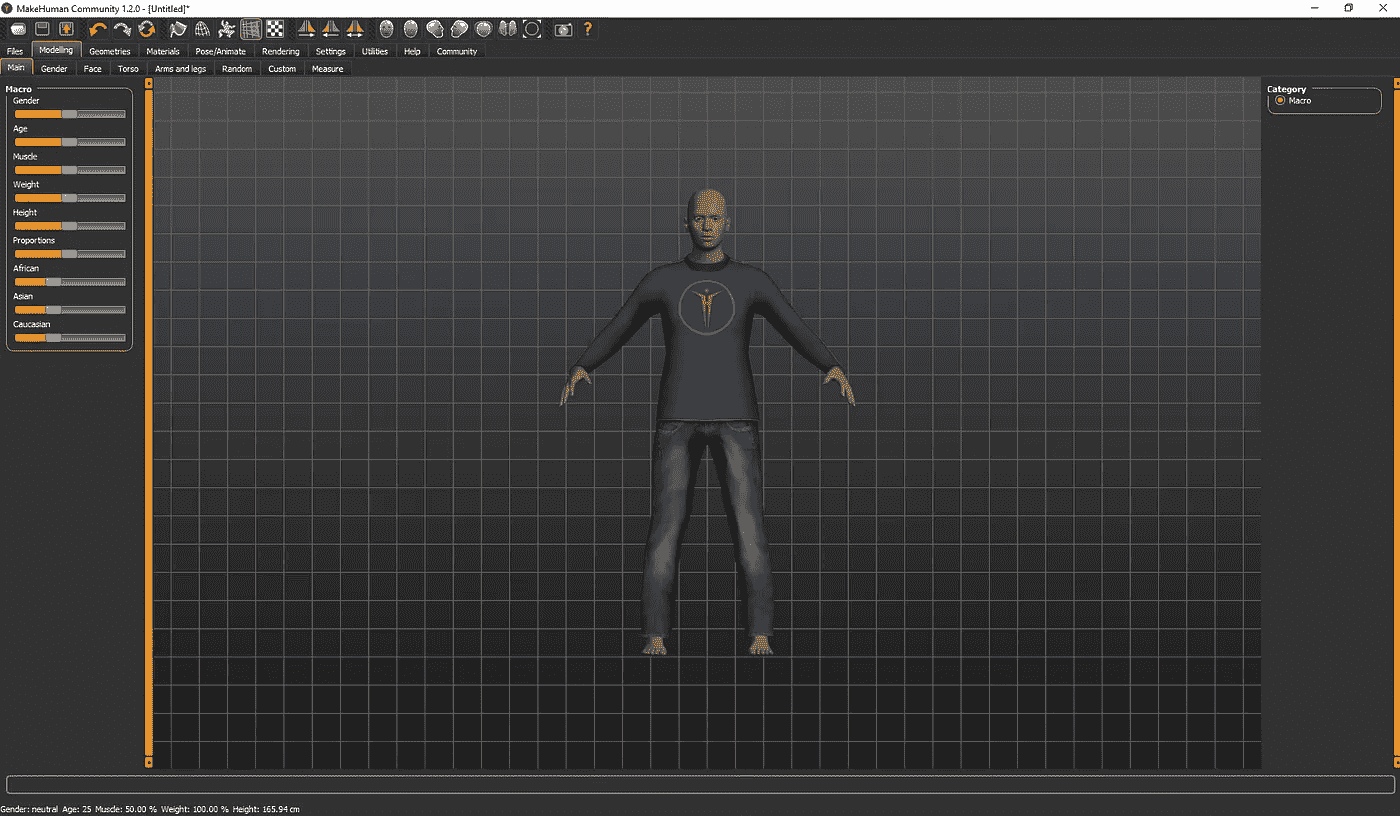 MakeHuman Community 1.2.0 - [Untitled]*
Files Modelling Geometries Materials Pose/Animate Rendering Settings Utilities Help Community
Main Gender Face Torso Arms and legs Random Custom Measure
Macro
Gender
Age
Muscle
Weight
Height
Proportions
African
Asian
Caucasian
Category
Macro
Gender: neutral Age: 25 Muscle: 50.00 % Weight: 100.00 % Height: 165.94 cm